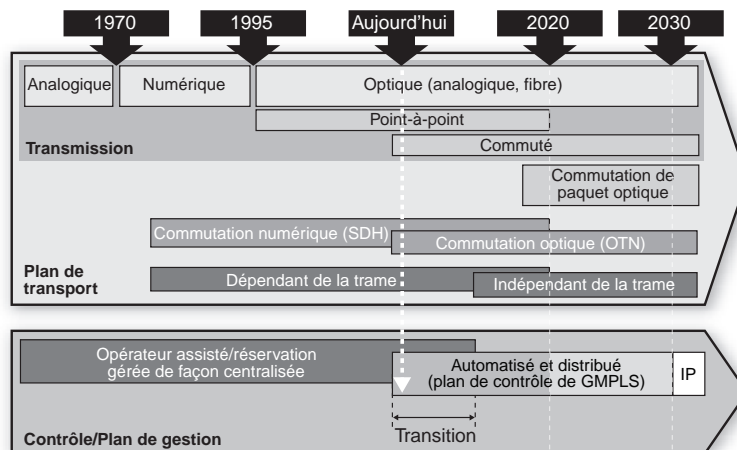 1970
1995
Aujourd'hui
2020
2030
Analogique
Numérique
Optique (analogique, fibre)
Point-à-point
Commuté
Transmission
Commutation de
paquet optique
Commutation numérique (SDH)
Commutation optique (OTN)
Plan de
transport
Dépendant de la trame
Indépendant de la trame
Opérateur assisté/réservation
gérée de façon centralisée
Automatisé et distribué
(plan de contrôle de GMPLS)
IP
Transition
Contrôle/Plan de gestion